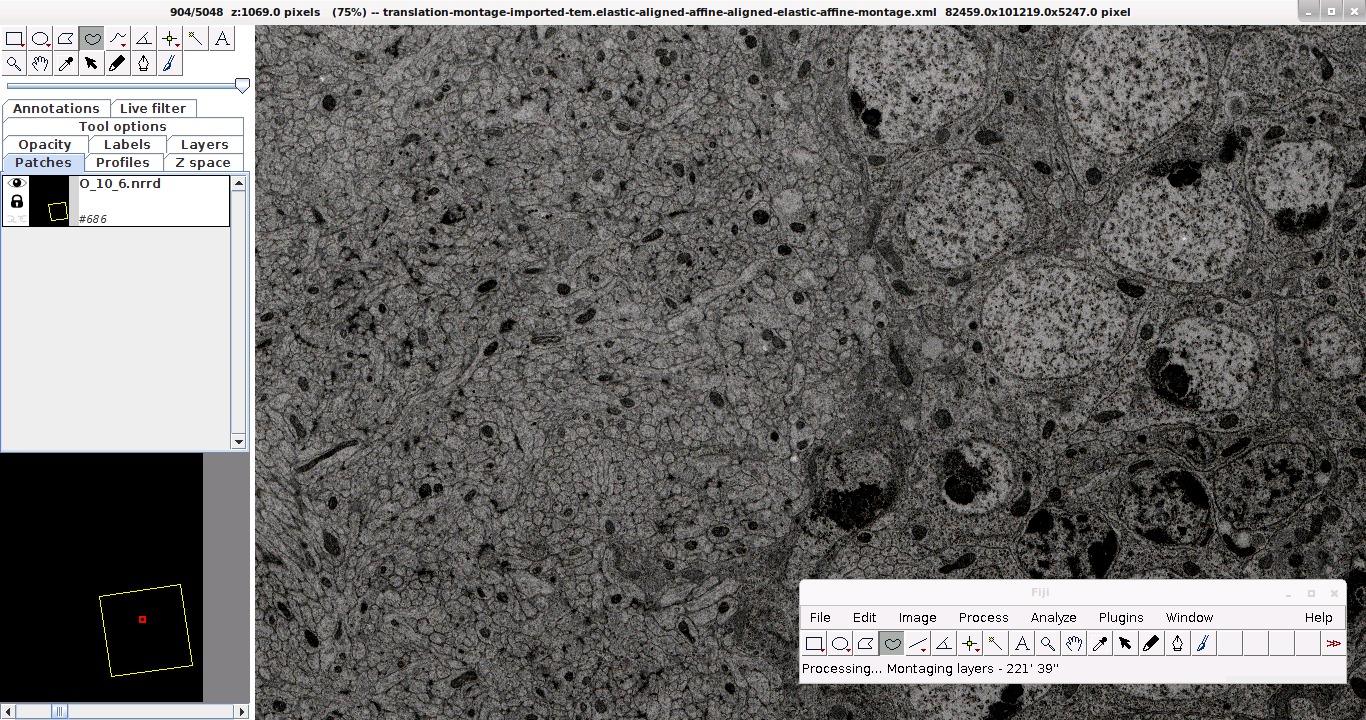 904/5048 z:1069.0 pixels (75%) -- translation-montage-imported-tem.elastic-aligned-affine-aligned-elastic-affine-montage.xml 82459.0x101219.0x5247.0 pixel
A
Annotations Live filter
Tool options
Opacity Labels Layers
Patches Profiles Z space
O_10_6.nrrd
#686
Fiji
File Edit Image Process Analyze Plugins Window Help
A
Processing... Montaging layers - 221' 39''